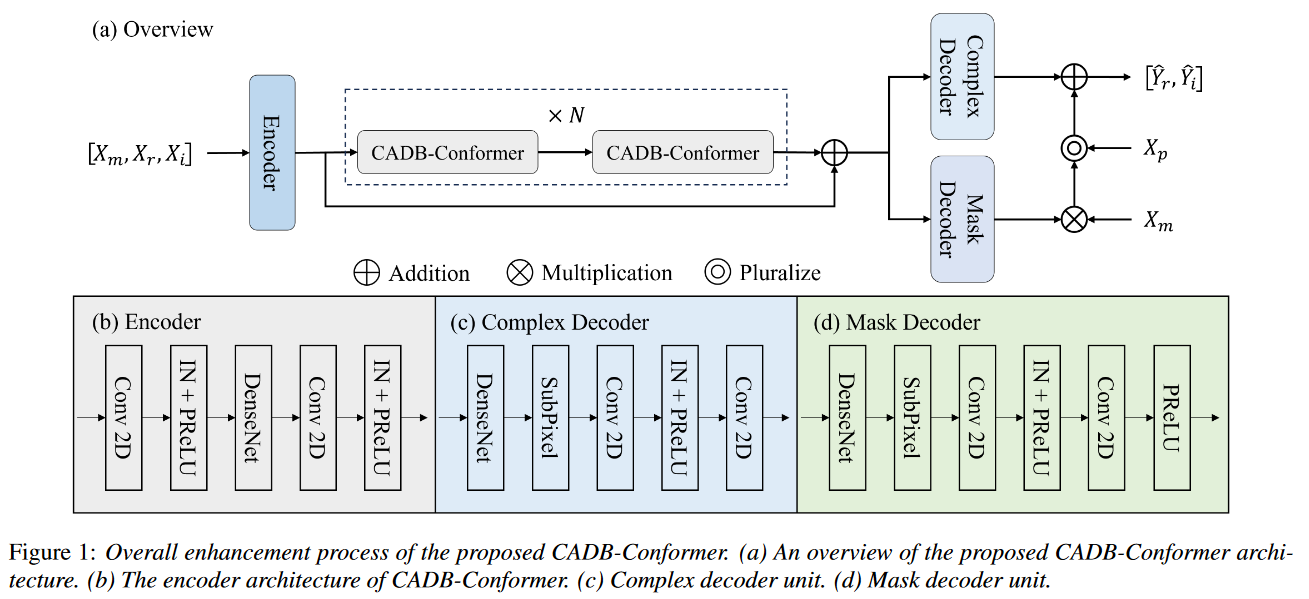 (a) Overview
[X_m, X_r, X_i]
Encoder
× N
CADB-Conformer
CADB-Conformer
Complex Decoder
Mask Decoder
[Ŷ_r, Ŷ_i]
X_p
X_m
Addition
Multiplication
Pluralize
(b) Encoder
Conv 2D
IN + PReLU
DenseNet
Conv 2D
IN + PReLU
(c) Complex Decoder
DenseNet
SubPixel
Conv 2D
IN + PReLU
Conv 2D
(d) Mask Decoder
DenseNet
SubPixel
Conv 2D
IN + PReLU
Conv 2D
PReLU
Figure 1: Overall enhancement process of the proposed CADB-Conformer. (a) An overview of the proposed CADB-Conformer archi-
tecture. (b) The encoder architecture of CADB-Conformer. (c) Complex decoder unit. (d) Mask decoder unit.